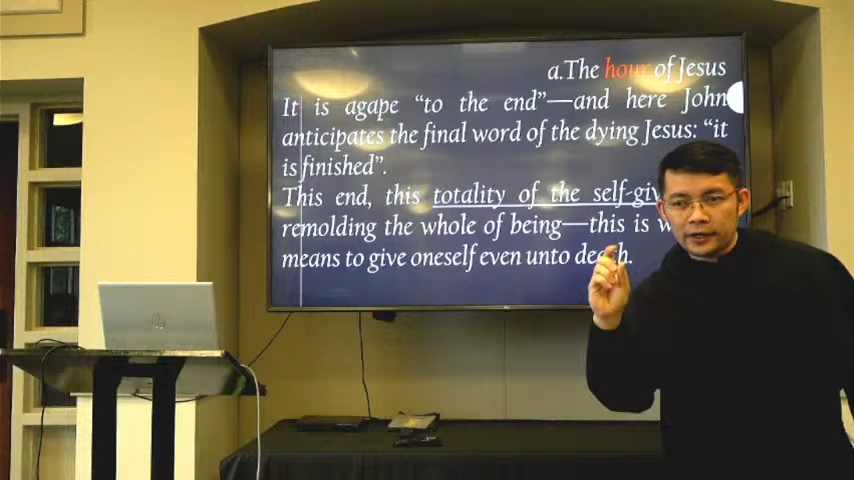 a.The hour of Jesus
It is agape “to the end”—and here John
anticipates the final word of the dying Jesus: “it
is finished”.
This end, this totality of the
remolding the whole of being—this is
means to give oneself even unto death.